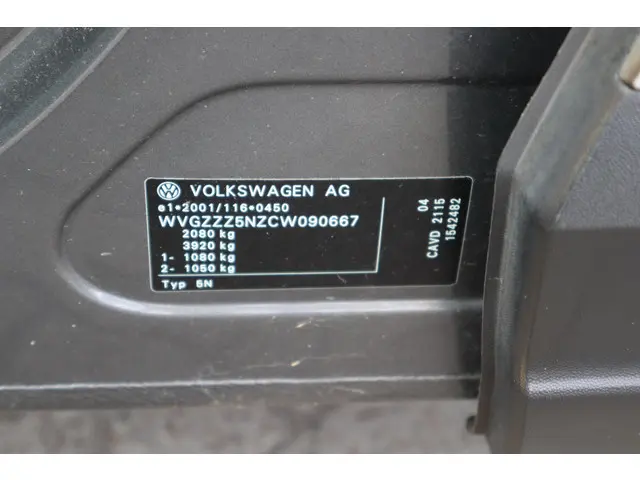 VOLKSWAGEN AG
e1*2001/116*0450
WVGZZZ5NZCW090667
2080 kg
3920 kg
1- 1080 kg
2- 1050 kg
Typ 5N
04
CAVD 2115
1542482